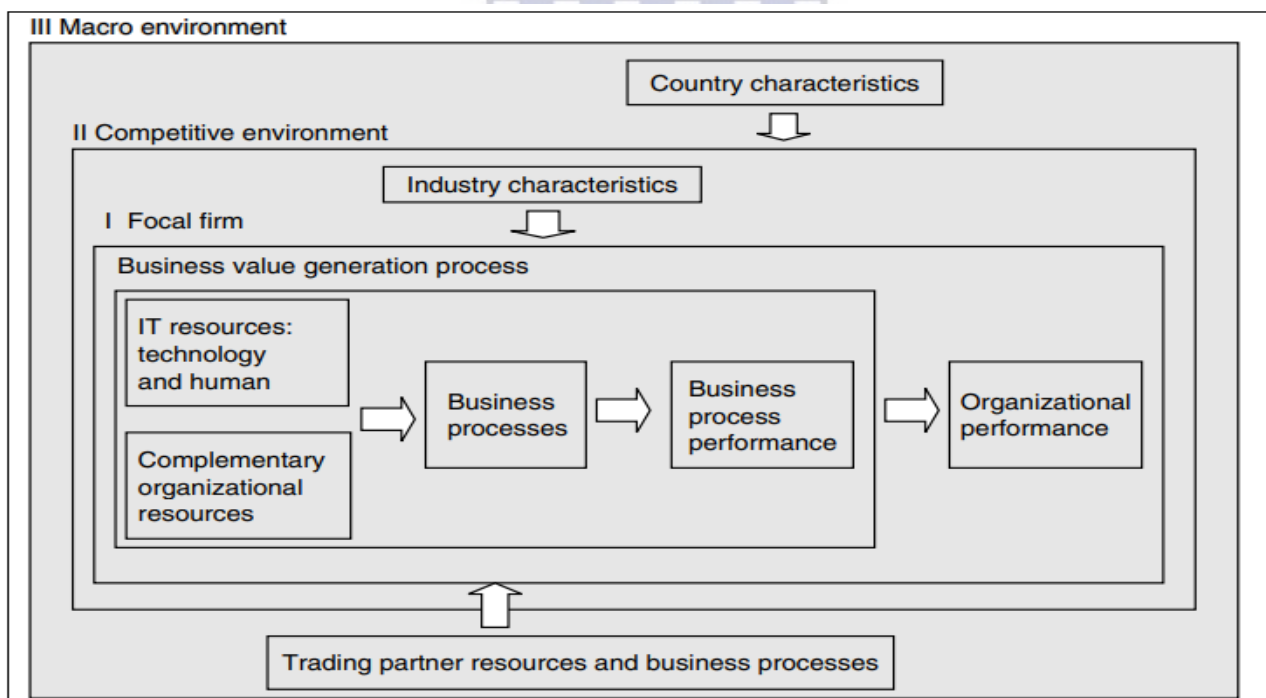 III Macro environment
Country characteristics
II Competitive environment
Industry characteristics
I Focal firm
Business value generation process
IT resources:
technology
and human
Complementary
organizational
resources
Business
processes
Business
process
performance
Organizational
performance
Trading partner resources and business processes